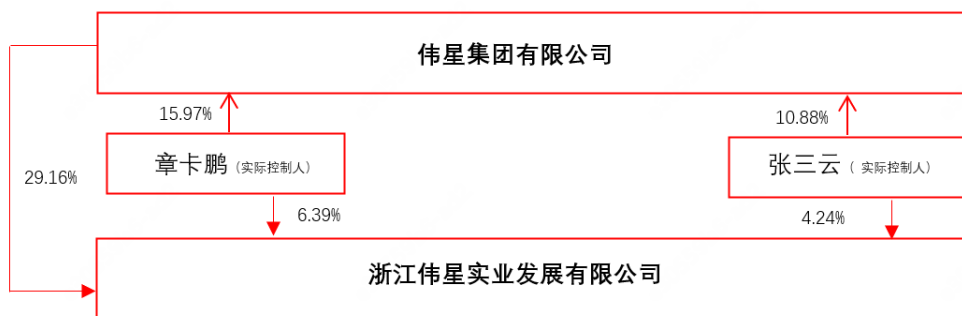 伟星集团有限公司
15.97%
10.88%
章卡鹏（实际控制人）
张三云（ 实际控制人）
29.16%
6.39%
4.24%
浙江伟星实业发展有限公司